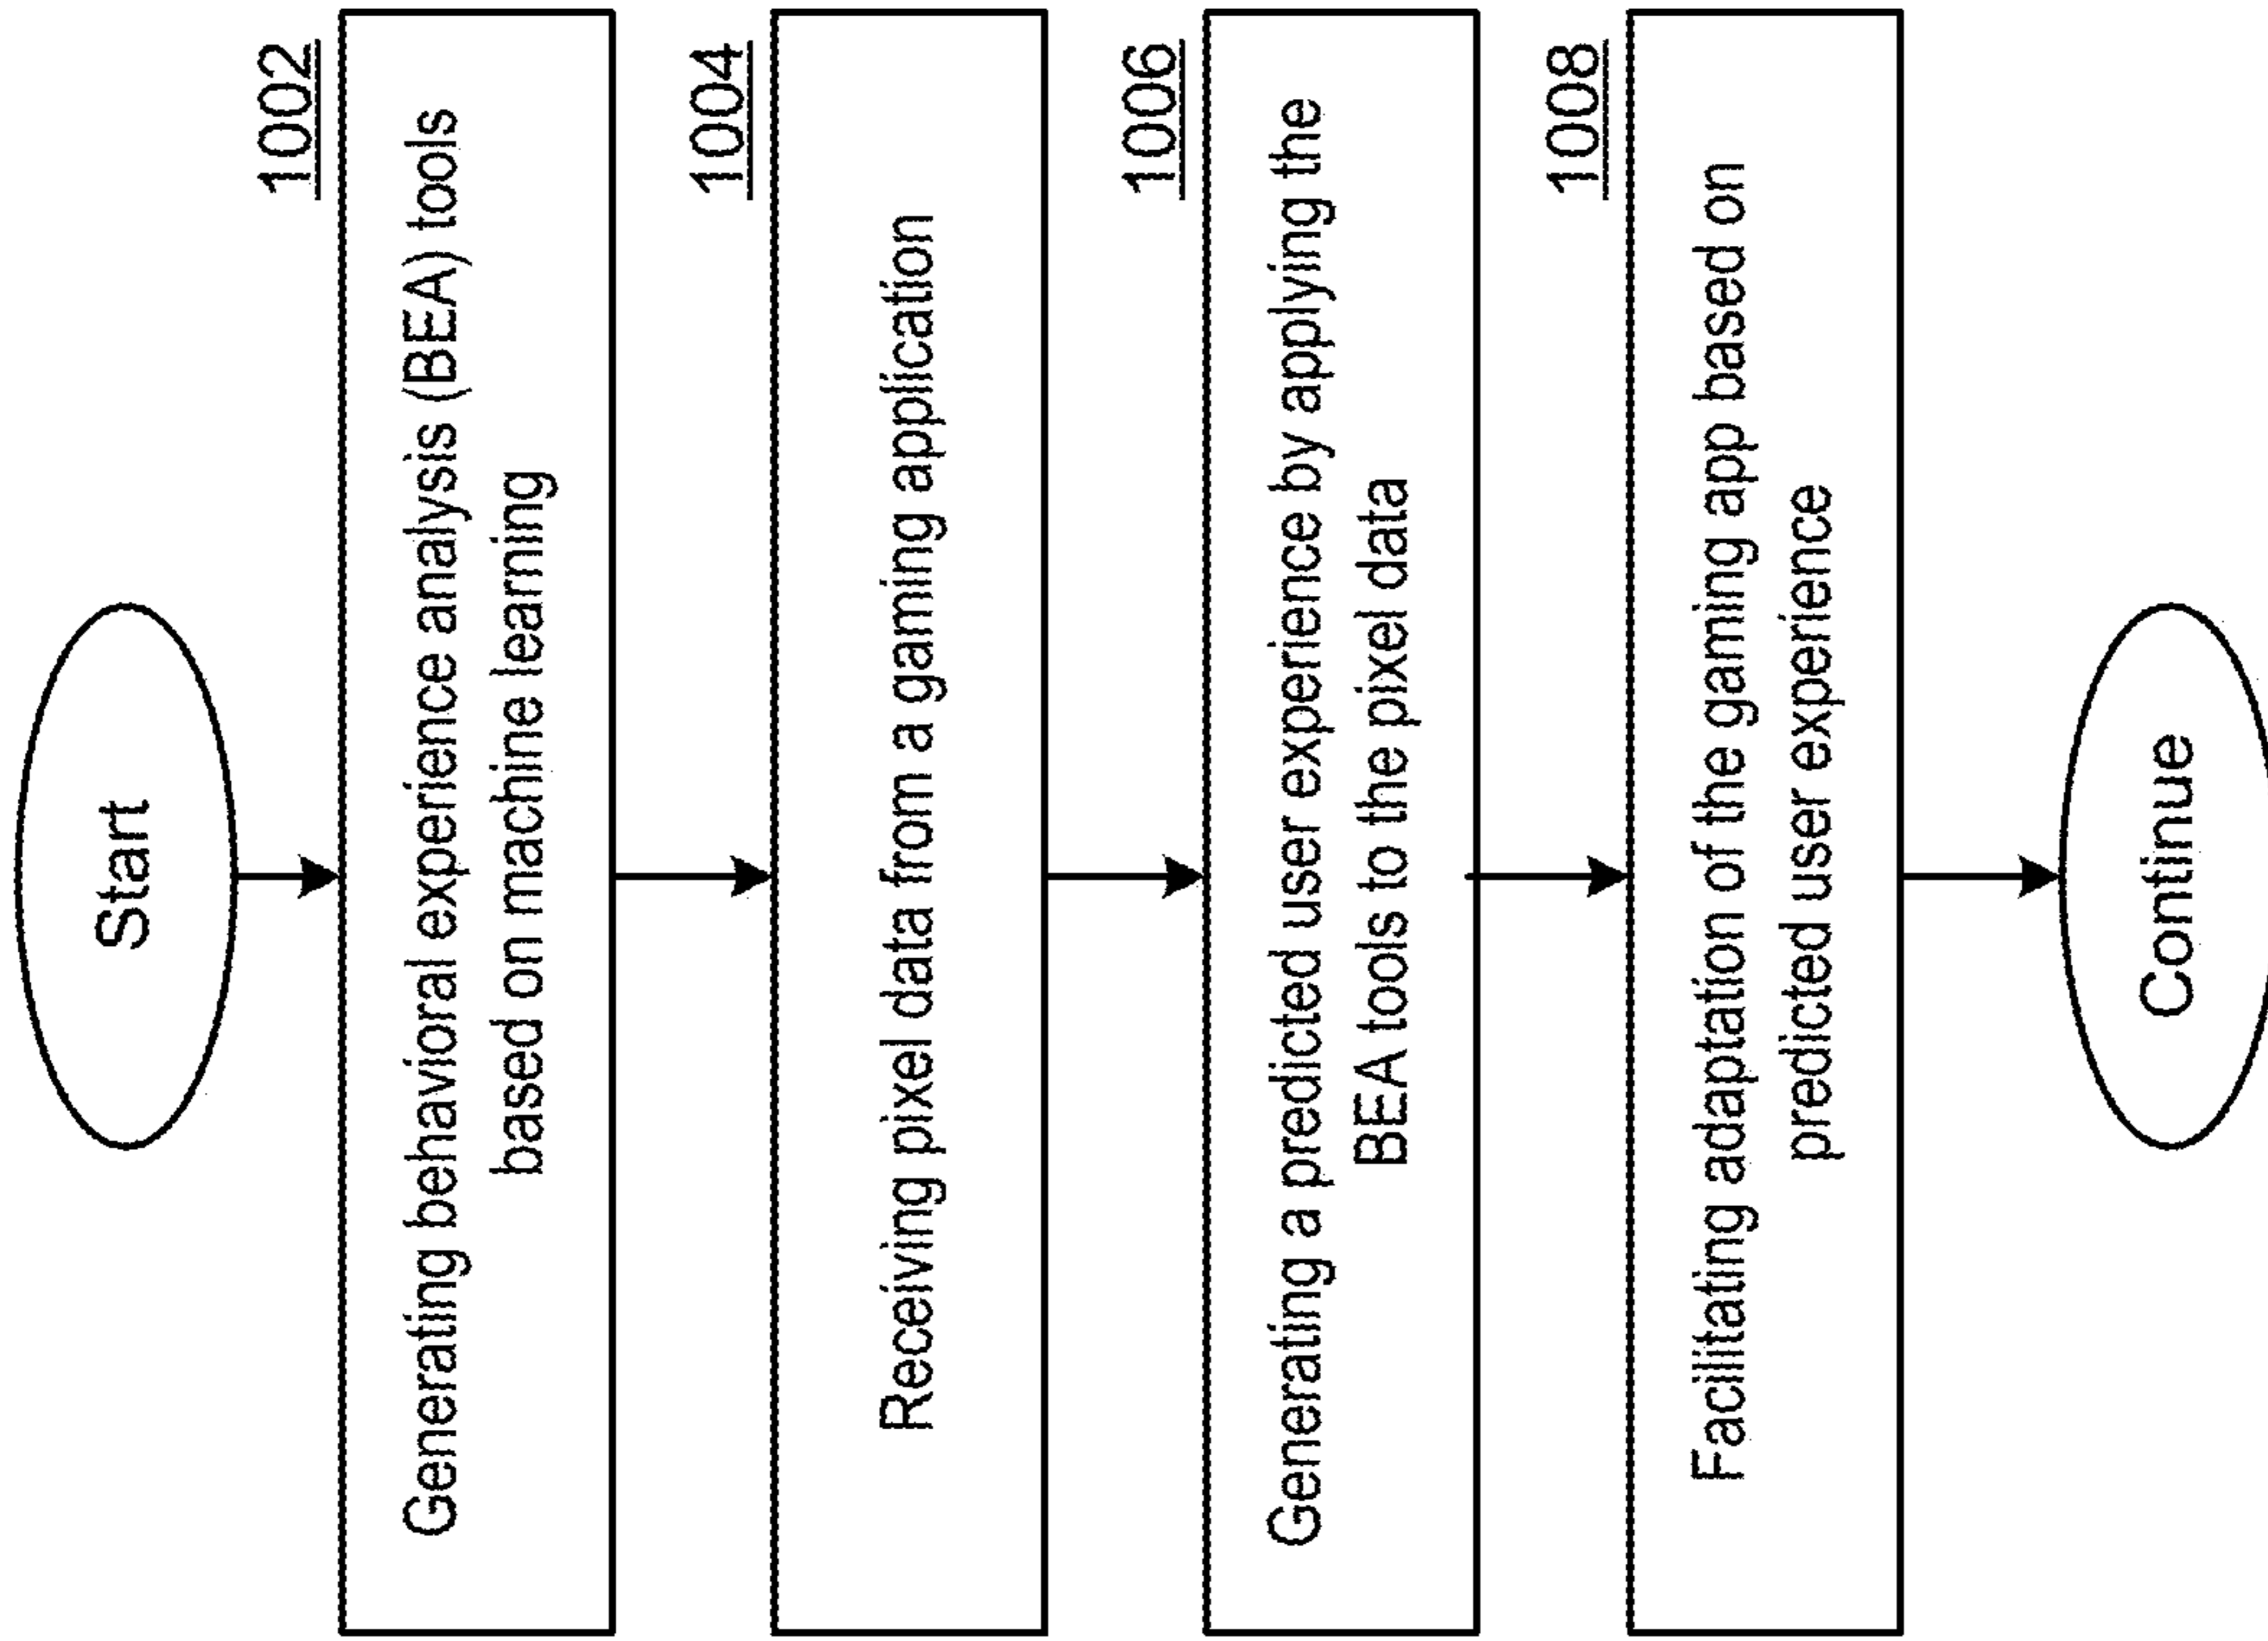 Start
1002
Generating behavioral experience analysis (BEA) tools
based on machine learning
1004
Receiving pixel data from a gaming application
1006
Generating a predicted user experience by applying the
BEA tools to the pixel data
1008
Facilitating adaptation of the gaming app based on
predicted user experience
Continue